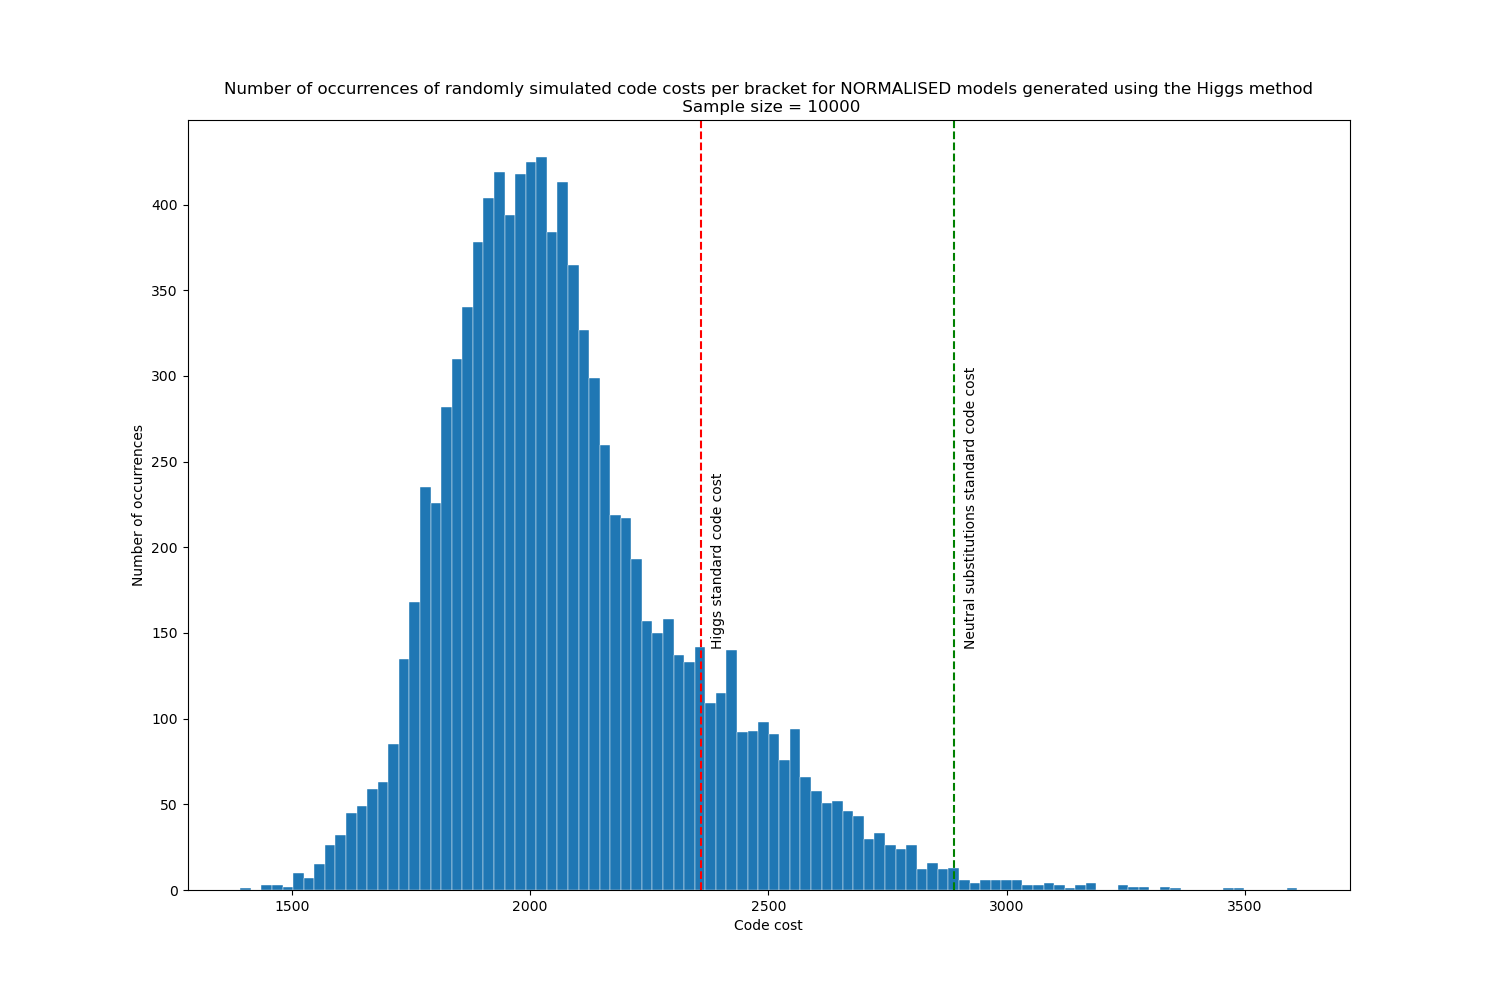 Number of occurrences of randomly simulated code costs per bracket for NORMALISED models generated using the Higgs method
Sample size = 10000
Number of occurrences
400
350
300
250
200
150
100
50
0
Higgs standard code cost
Neutral substitutions standard code cost
1500
2000
2500
3000
3500
Code cost